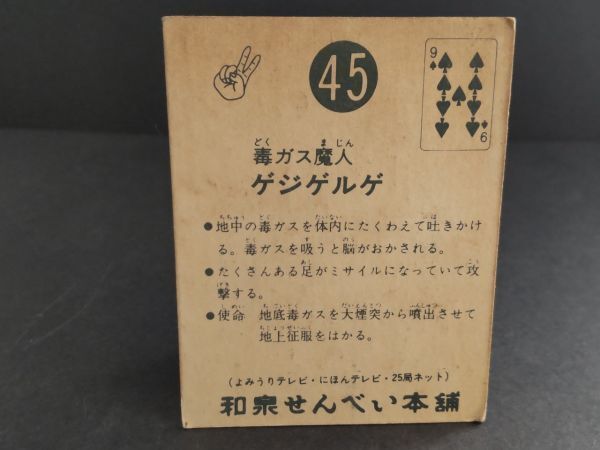 45
9
どく まじん
毒ガス魔人
ゲジゲルゲ
●地中の毒ガスを体内にたくわえて吐きかけ
る。毒ガスを吸うと脳がおかされる。
●たくさんある足がミサイルになっていて攻
撃する。
●使命 地底毒ガスを大煙突から噴出させて
地上征服をはかる。
(よみうりテレビ・にほんテレビ・25局ネット)
和泉せんべい本舗
6